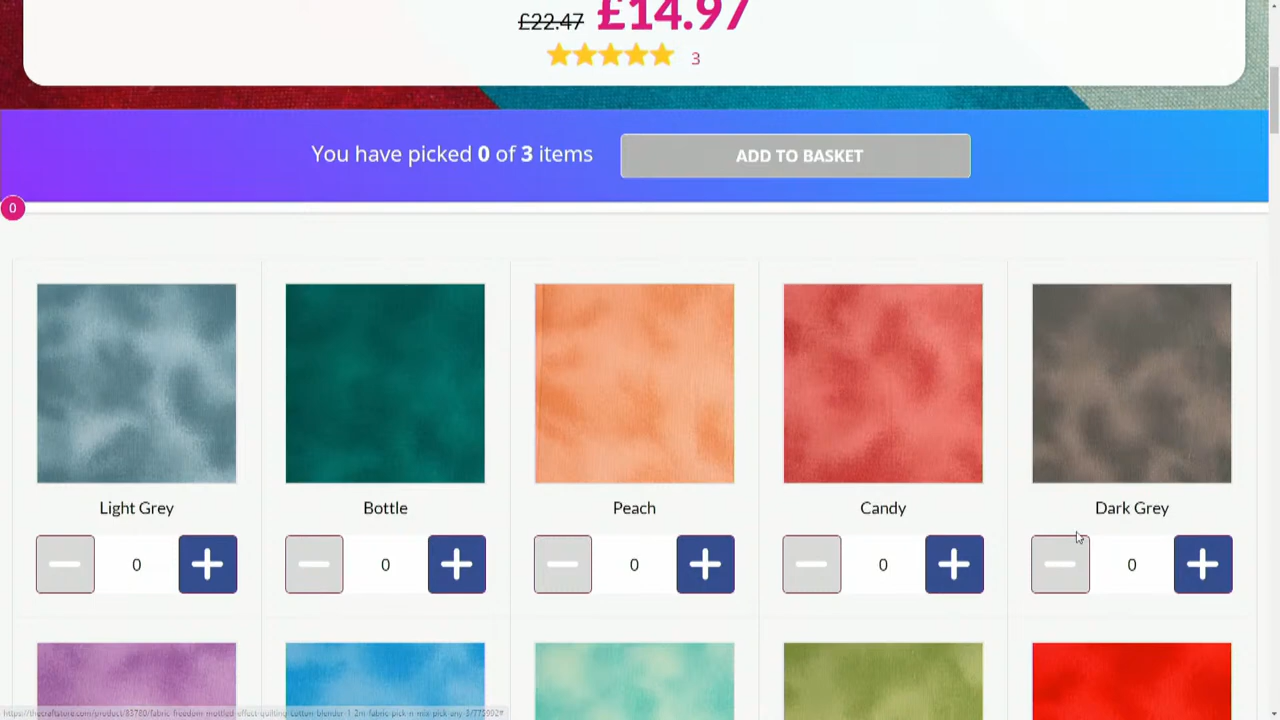 £22.47 £14.97
3
You have picked 0 of 3 items
ADD TO BASKET
0
Light Grey
Bottle
Peach
Candy
Dark Grey
0
0
0
0
0